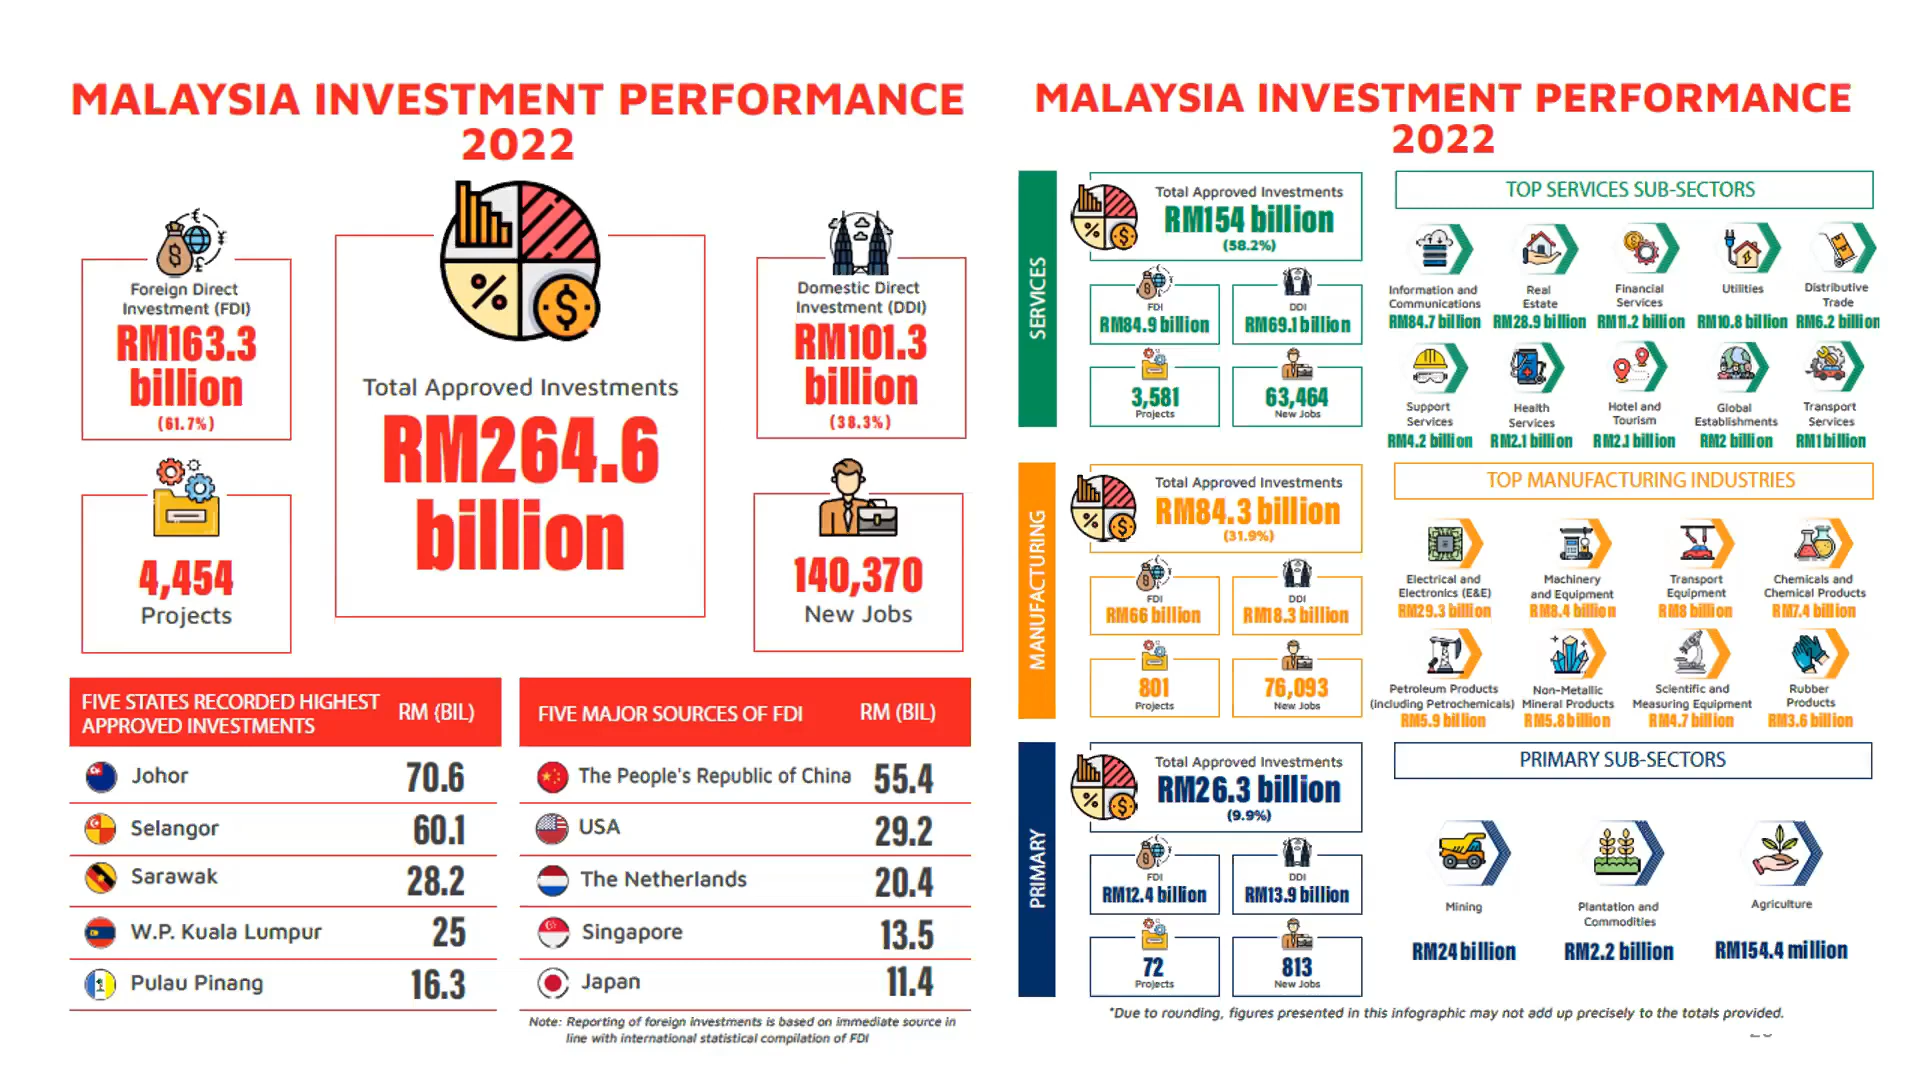 MALAYSIA INVESTMENT PERFORMANCE
2022
Foreign Direct
Investment (FDI)
RM163.3
billion
(61.7%)
Total Approved Investments
RM264.6
billion
Domestic Direct
Investment (DDI)
RM101.3
billion
(38.3%)
4,454
Projects
140,370
New Jobs
FIVE STATES RECORDED HIGHEST
APPROVED INVESTMENTS
RM (BIL)
Johor 70.6
Selangor 60.1
Sarawak 28.2
W.P. Kuala Lumpur 25
Pulau Pinang 16.3
FIVE MAJOR SOURCES OF FDI RM (BIL)
The People's Republic of China 55.4
USA 29.2
The Netherlands 20.4
Singapore 13.5
Japan 11.4
Note: Reporting of foreign investments is based on immediate source in
line with international statistical compilation of FDI
MALAYSIA INVESTMENT PERFORMANCE
2022
SERVICES
Total Approved Investments
RM154 billion
(58.2%)
FDI
RM84.9 billion
DDI
RM69.1 billion
3,581
Projects
63,464
New Jobs
TOP SERVICES SUB-SECTORS
Information and
Communications
RM84.7 billion
Real
Estate
RM28.9 billion
Financial
Services
RM11.2 billion
Utilities
RM10.8 billion
Distributive
Trade
RM6.2 billion
Support
Services
RM4.2 billion
Health
Services
RM2.1 billion
Hotel and
Tourism
RM2.1 billion
Global
Establishments
RM2 billion
Transport
Services
RM1 billion
MANUFACTURING
Total Approved Investments
RM84.3 billion
(31.9%)
FDI
RM66 billion
DDI
RM18.3 billion
801
Projects
76,093
New Jobs
TOP MANUFACTURING INDUSTRIES
Electrical and
Electronics (E&E)
RM29.3 billion
Machinery
and Equipment
RM8.4 billion
Transport
Equipment
RM8 billion
Chemicals and
Chemical Products
RM7.4 billion
Petroleum Products
(including Petrochemicals)
RM5.9 billion
Non-Metallic
Mineral Products
RM5.8 billion
Scientific and
Measuring Equipment
RM4.7 billion
Rubber
Products
RM3.6 billion
PRIMARY
Total Approved Investments
RM26.3 billion
(9.9%)
FDI
RM12.4 billion
DDI
RM13.9 billion
72
Projects
813
New Jobs
PRIMARY SUB-SECTORS
Mining
RM24 billion
Plantation and
Commodities
RM2.2 billion
Agriculture
RM154.4 million
*Due to rounding, figures presented in this infographic may not add up precisely to the totals provided.